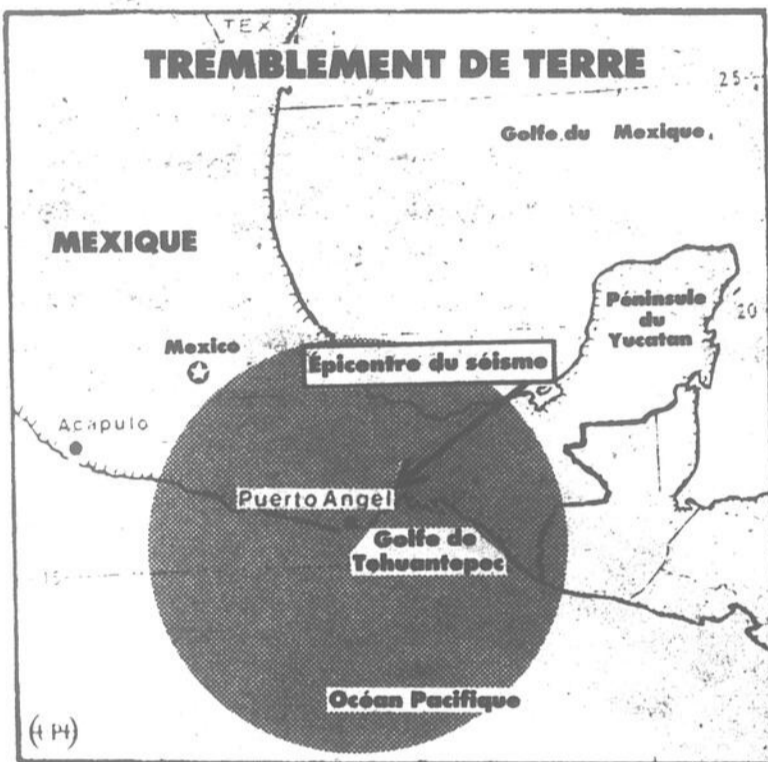 TEX
TREMBLEMENT DE TERRE
25
Golfe du Mexique
MEXIQUE
Péninsule
du
Yucatan
20
Mexico
Épicentre du séisme
Acapulo
Puerto Angel
Golfe de
Tehuantepec
15
Océan Pacifique